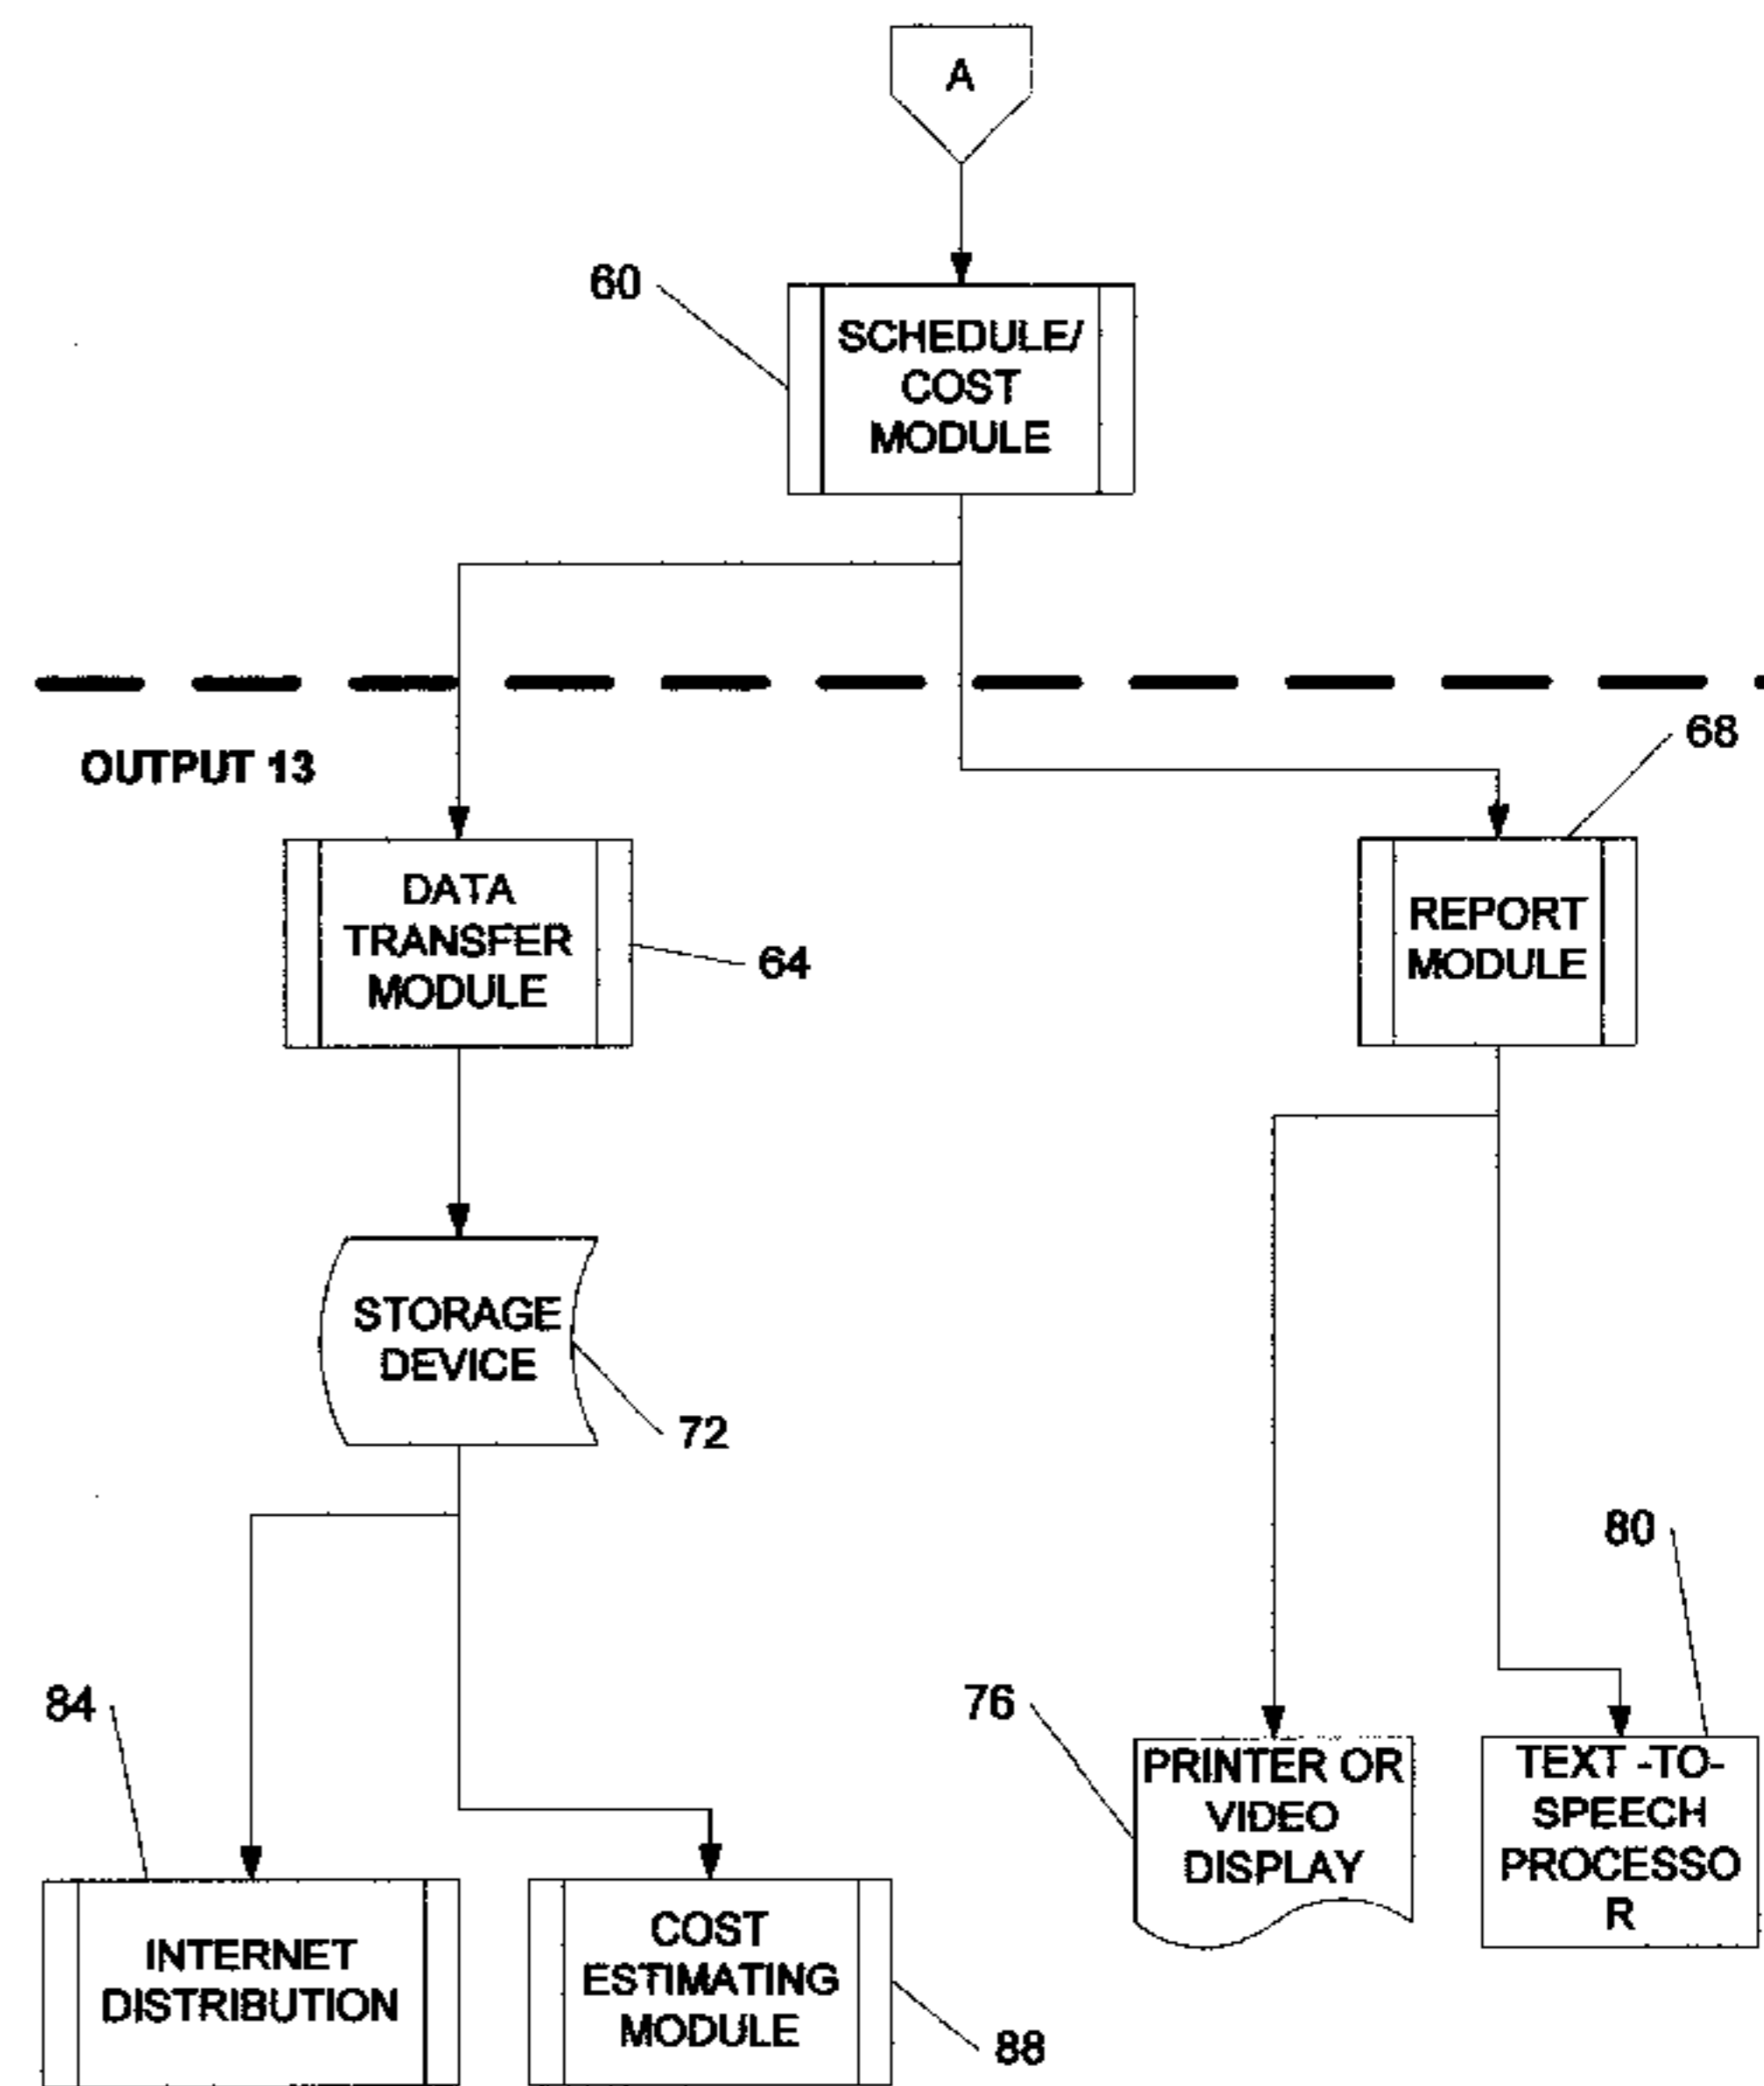 A
60
SCHEDULE/
COST
MODULE
OUTPUT 13
68
DATA
TRANSFER
MODULE
64
REPORT
MODULE
STORAGE
DEVICE
72
80
84
76
PRINTER OR
VIDEO
DISPLAY
TEXT -TO-
SPEECH
PROCESSO
R
INTERNET
DISTRIBUTION
COST
ESTIMATING
MODULE
88